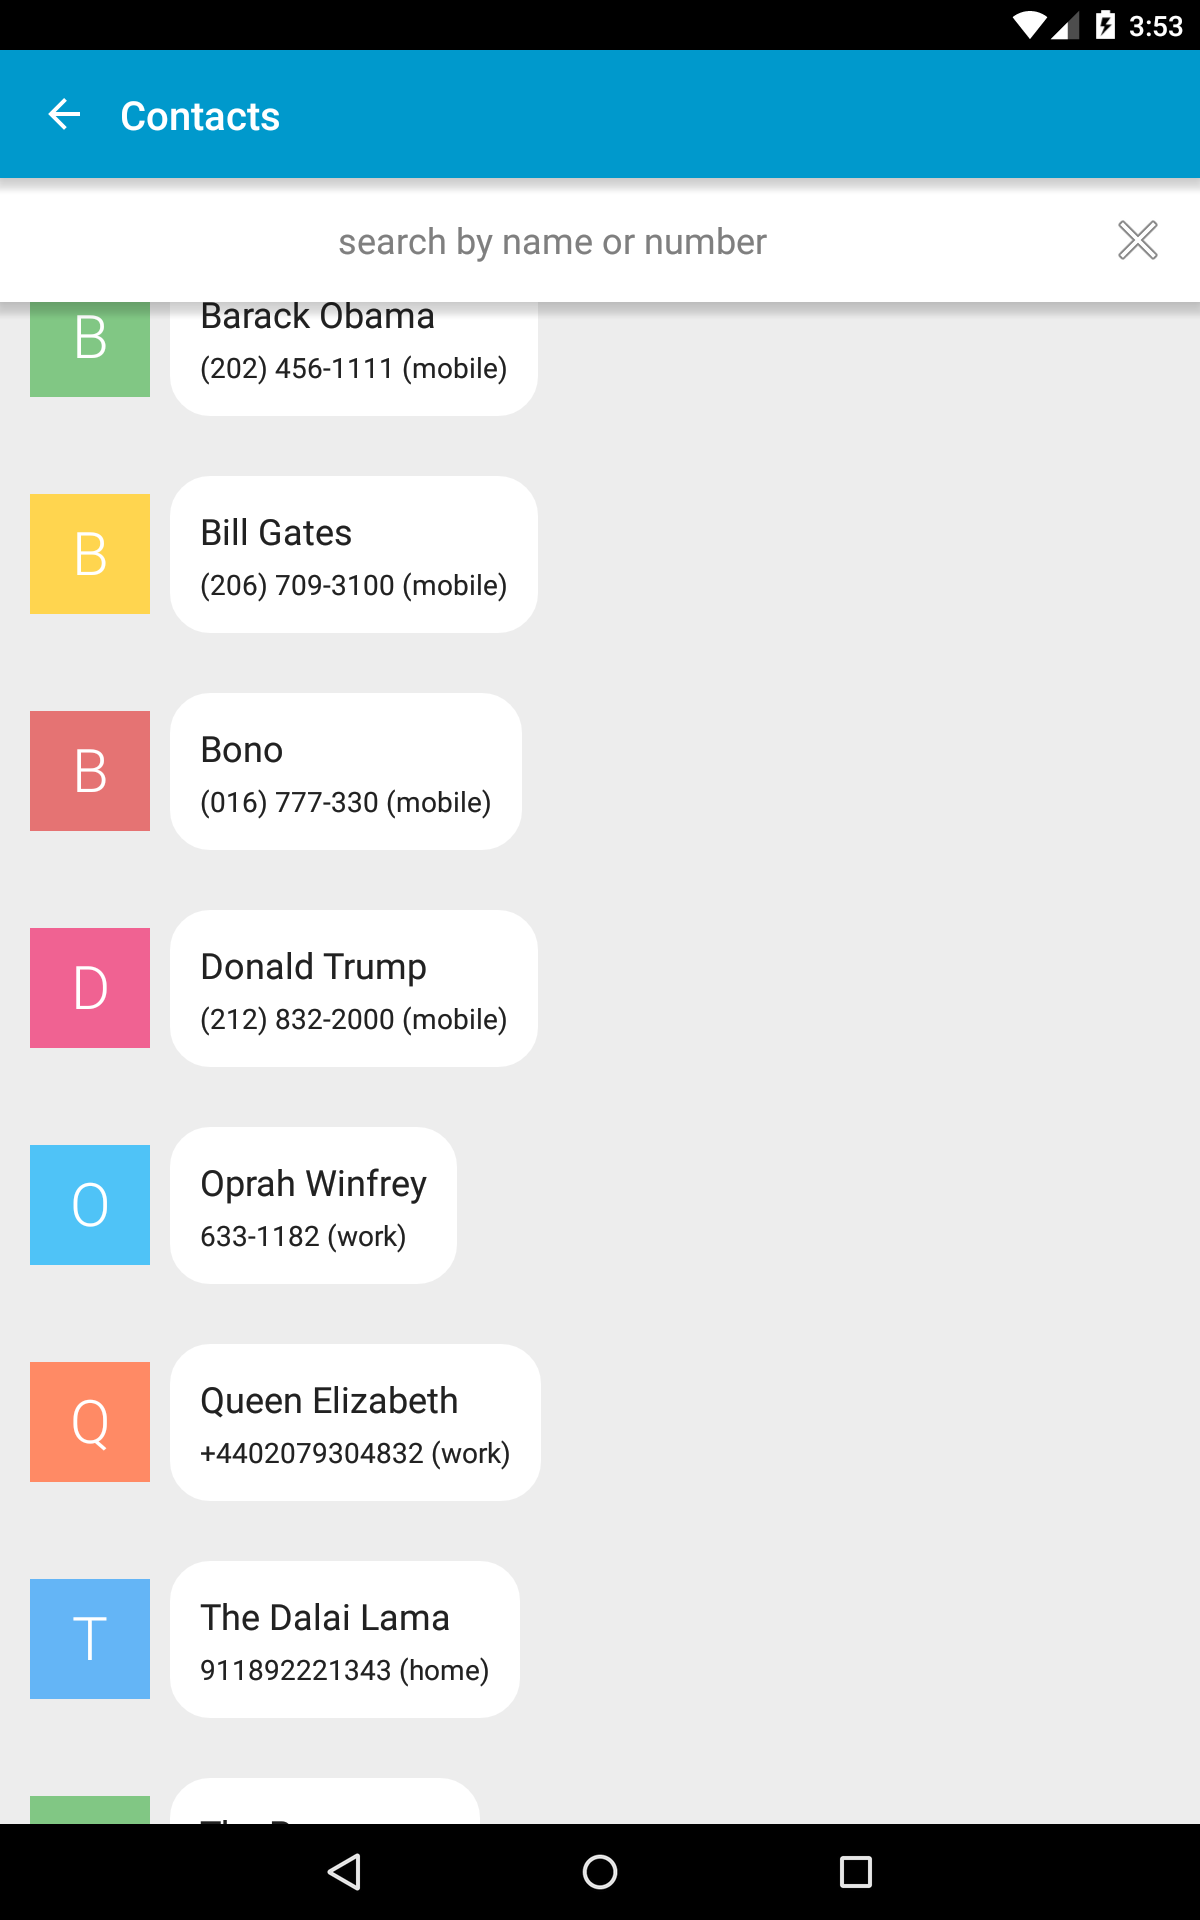 3:53
Contacts
search by name or number
B
Barack Obama
(202) 456-1111 (mobile)
B
Bill Gates
(206) 709-3100 (mobile)
B
Bono
(016) 777-330 (mobile)
D
Donald Trump
(212) 832-2000 (mobile)
O
Oprah Winfrey
633-1182 (work)
Q
Queen Elizabeth
+4402079304832 (work)
T
The Dalai Lama
911892221343 (home)